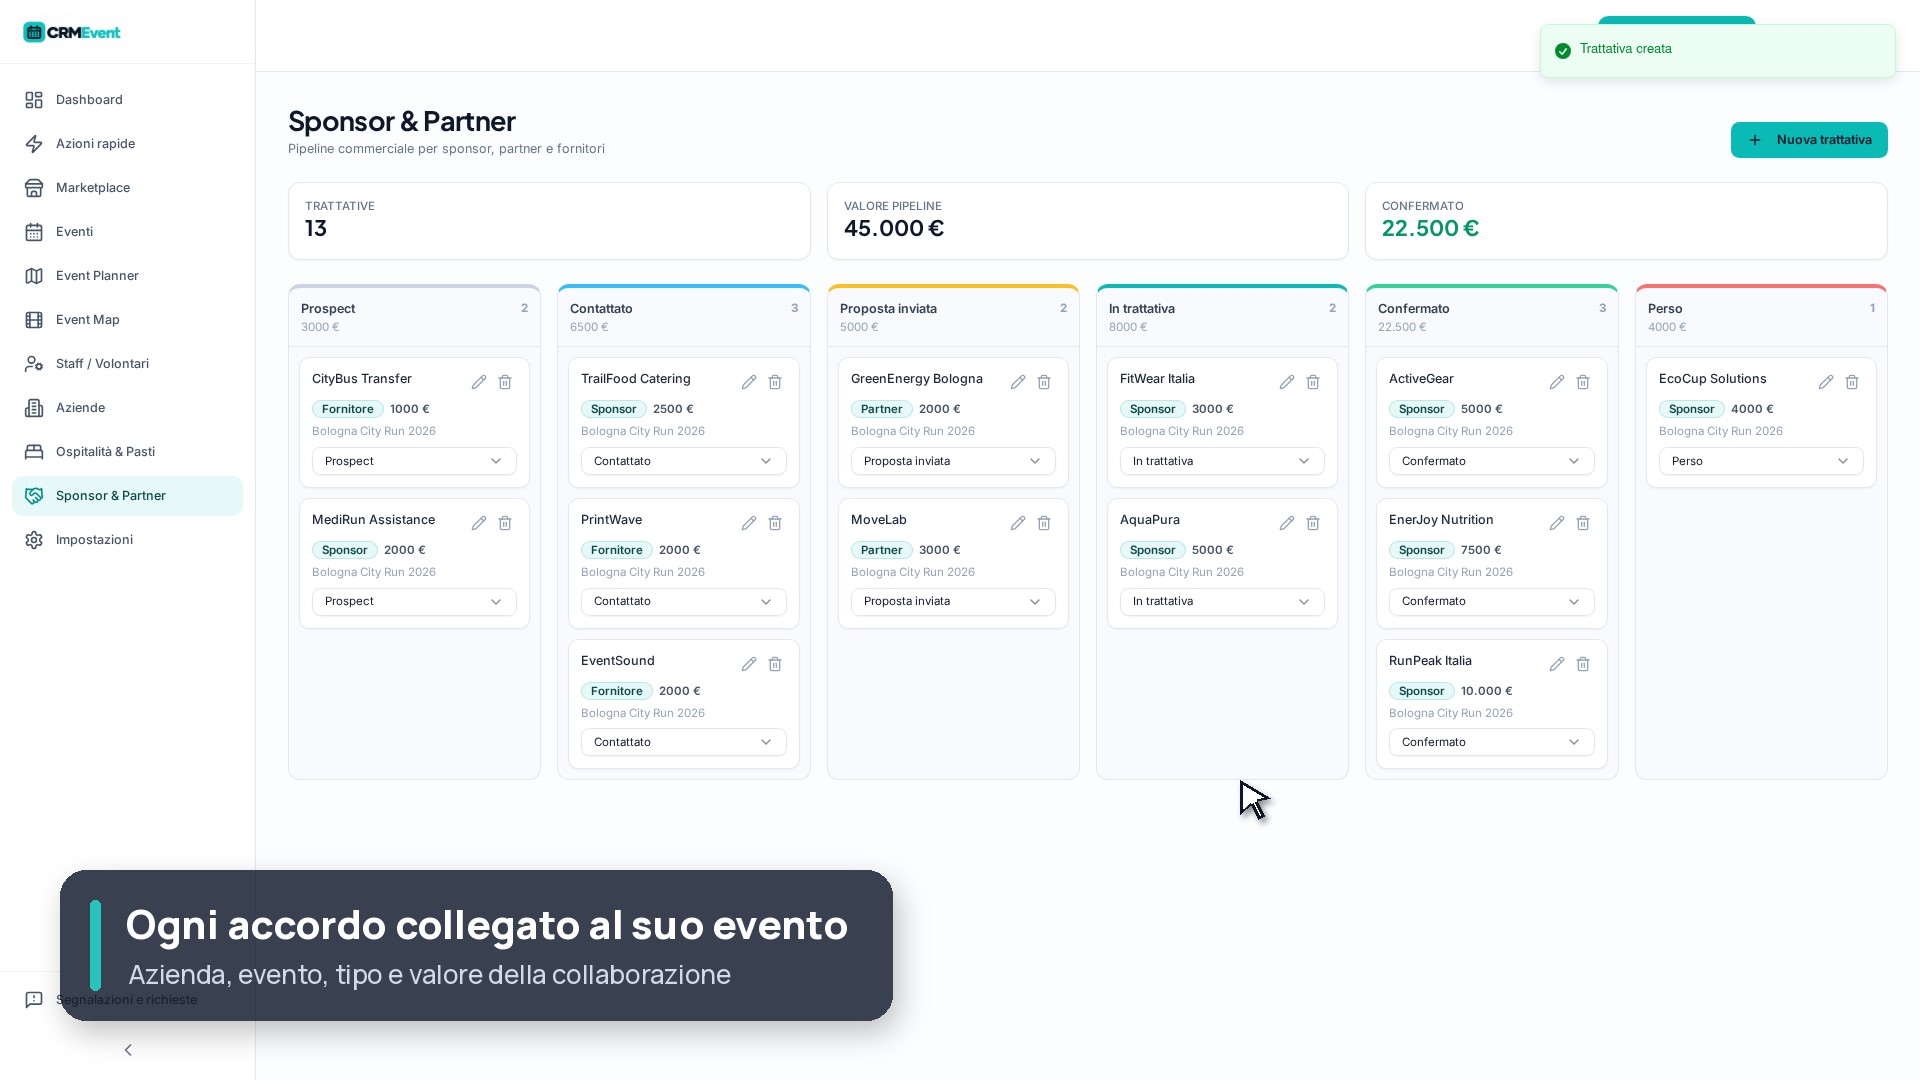 CRMEvent
Dashboard
Azioni rapide
Marketplace
Eventi
Event Planner
Event Map
Staff / Volontari
Aziende
Ospitalità & Pasti
Sponsor & Partner
Impostazioni
Segnalazioni e richieste
Trattativa creata
Sponsor & Partner
Pipeline commerciale per sponsor, partner e fornitori
Nuova trattativa
TRATTATIVE
13
VALORE PIPELINE
45.000 €
CONFERMATO
22.500 €
Prospect 2
3000 €
CityBus Transfer
Fornitore 1000 €
Bologna City Run 2026
Prospect
MediRun Assistance
Sponsor 2000 €
Bologna City Run 2026
Prospect
Contattato 3
6500 €
TrailFood Catering
Sponsor 2500 €
Bologna City Run 2026
Contattato
PrintWave
Fornitore 2000 €
Bologna City Run 2026
Contattato
EventSound
Fornitore 2000 €
Bologna City Run 2026
Contattato
Proposta inviata 2
5000 €
GreenEnergy Bologna
Partner 2000 €
Bologna City Run 2026
Proposta inviata
MoveLab
Partner 3000 €
Bologna City Run 2026
Proposta inviata
In trattativa 2
8000 €
FitWear Italia
Sponsor 3000 €
Bologna City Run 2026
In trattativa
AquaPura
Sponsor 5000 €
Bologna City Run 2026
In trattativa
Confermato 3
22.500 €
ActiveGear
Sponsor 5000 €
Bologna City Run 2026
Confermato
EnerJoy Nutrition
Sponsor 7500 €
Bologna City Run 2026
Confermato
RunPeak Italia
Sponsor 10.000 €
Bologna City Run 2026
Confermato
Perso 1
4000 €
EcoCup Solutions
Sponsor 4000 €
Bologna City Run 2026
Perso
Ogni accordo collegato al suo evento
Azienda, evento, tipo e valore della collaborazione